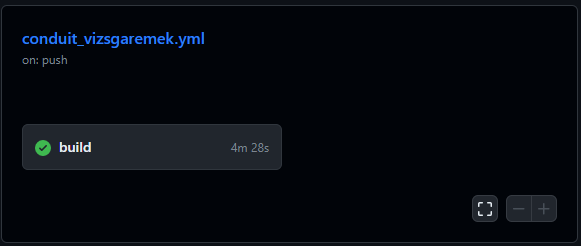 conduit_vizsgaremek.yml
on: push
build 4m 28s